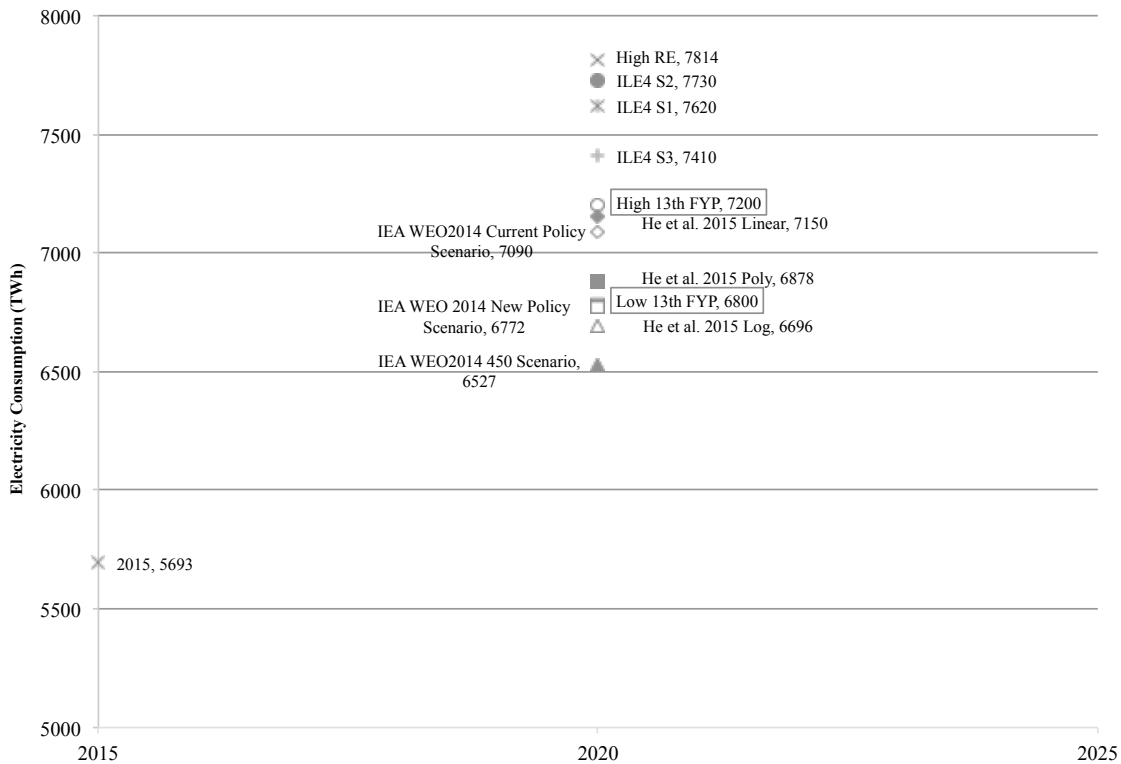 8000
High RE, 7814
ILE4 S2, 7730
ILE4 S1, 7620
7500
ILE4 S3, 7410
High 13th FYP, 7200
He et al. 2015 Linear, 7150
IEA WEO2014 Current Policy
Scenario, 7090
7000
He et al. 2015 Poly, 6878
Low 13th FYP, 6800
IEA WEO 2014 New Policy
Scenario, 6772
He et al. 2015 Log, 6696
IEA WEO2014 450 Scenario,
6527
6500
Electricity Consumption (TWh)
6000
2015, 5693
5500
5000
2015
2020
2025